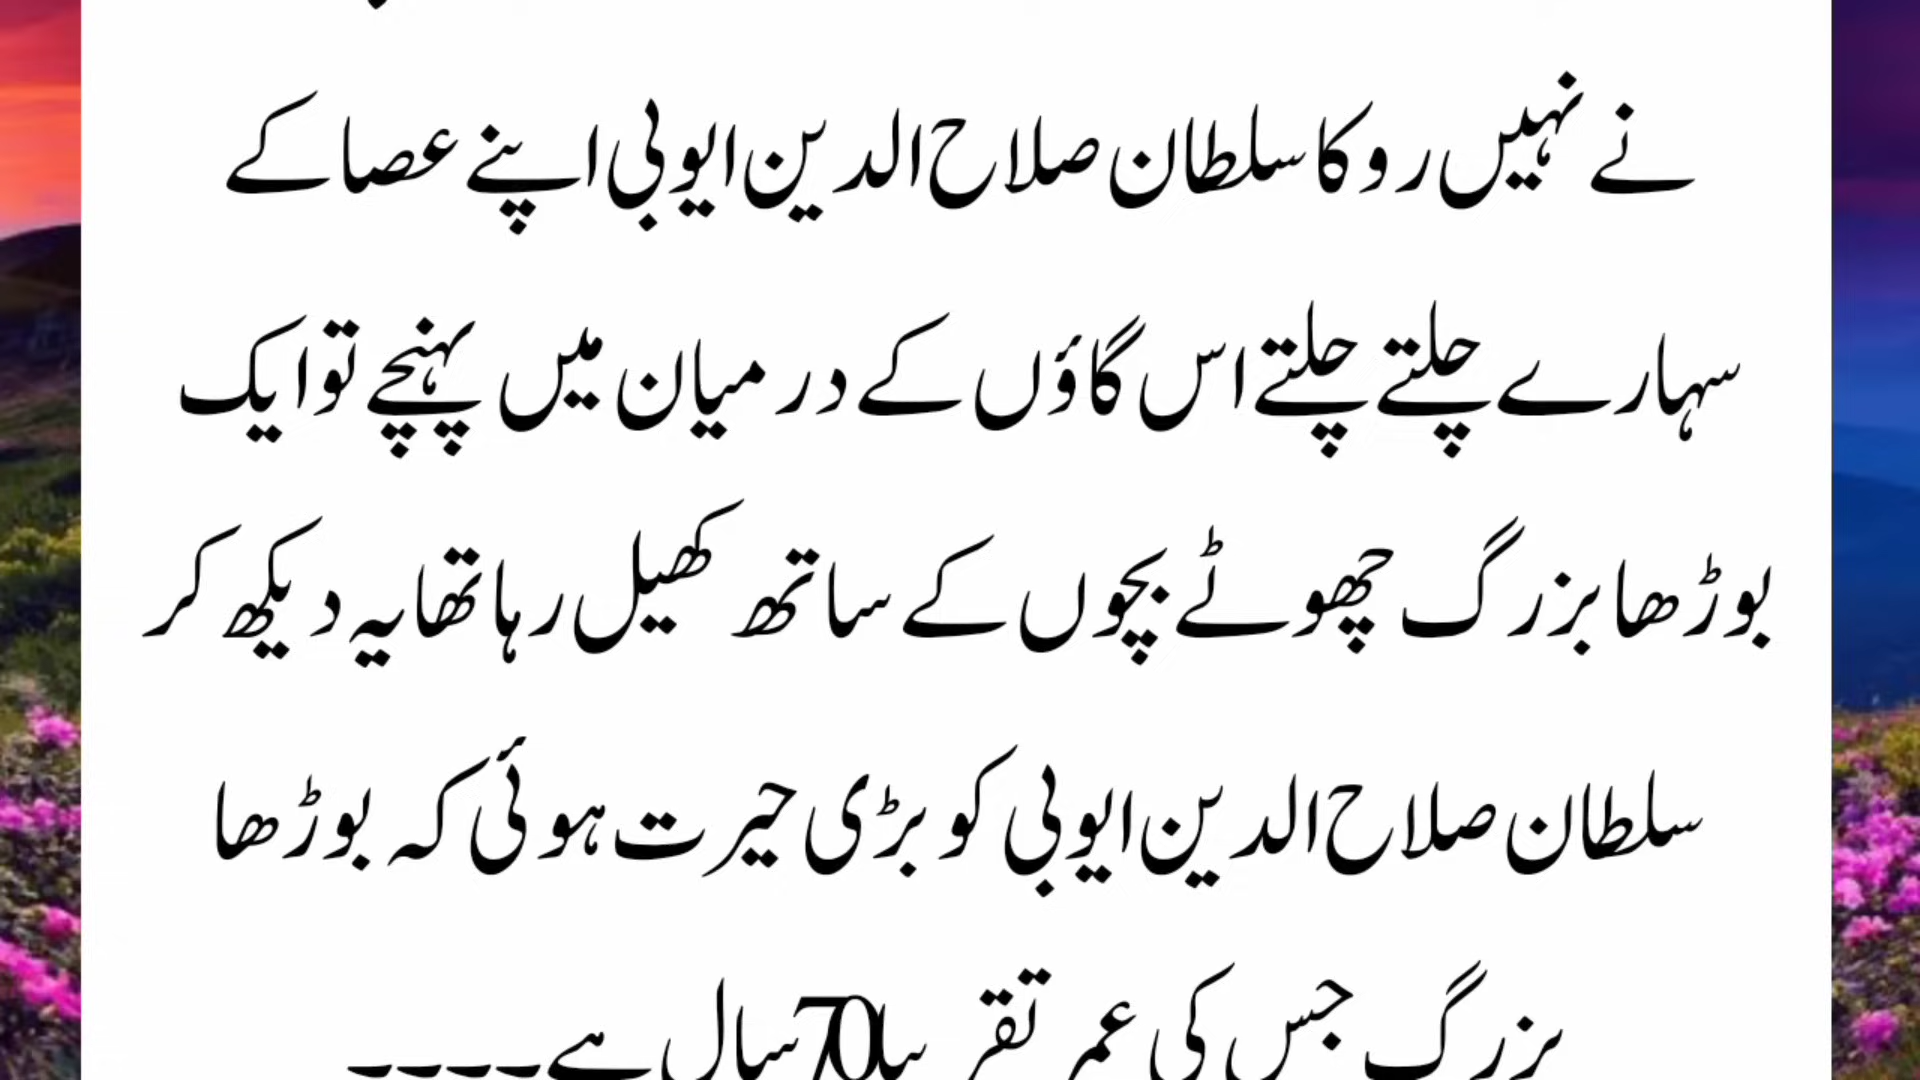 نے نہیں روکا سلطان صلاح الدین ایوبی اپنے عصا کے
سہارے چلتے چلتے اس گاؤں کے درمیان میں پہنچے تو ایک
بوڑھا بزرگ چھوٹے بچوں کے ساتھ کھیل رہا تھا یہ دیکھ کر
سلطان صلاح الدین ایوبی کو بڑی حیرت ہوئی کہ بوڑھا
بزرگ جس کی عمر تقریبا 70 سال ہے ----